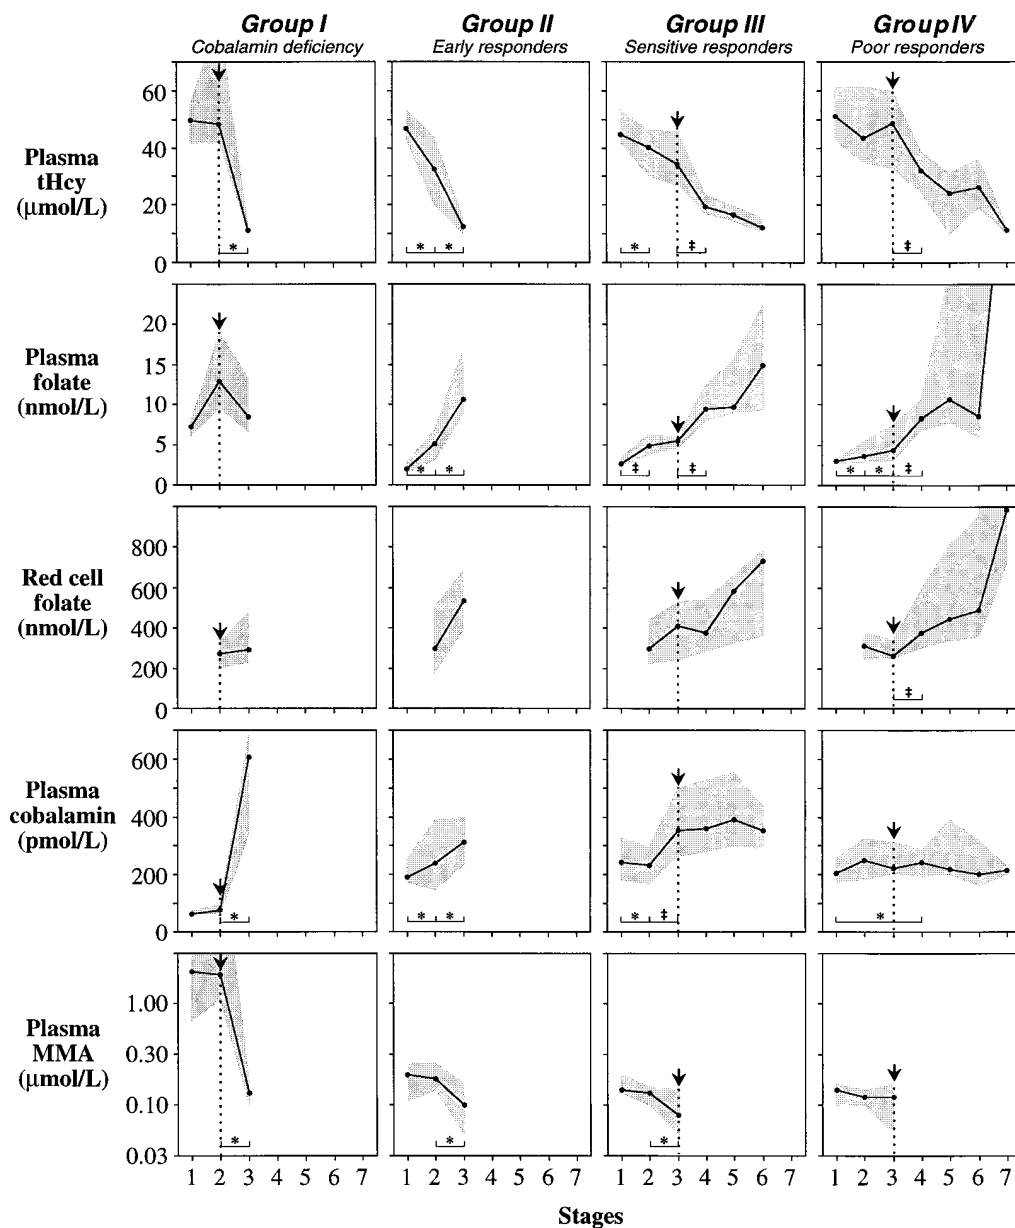 Group I Group II Group III Group IV
Cobalamin deficiency Early responders Sensitive responders Poor responders
60
40
20
0
Plasma
tHcy
(µmol/L)
* * * * ‡ ‡
20
15
10
5
0
Plasma
folate
(nmol/L)
* * ‡ ‡ * * ‡
800
600
400
200
0
Red cell
folate
(nmol/L)
‡
600
400
200
0
Plasma
cobalamin
(pmol/L)
* * * * ‡ *
1.00
0.30
0.10
0.03
Plasma
MMA
(µmol/L)
* * *
1 2 3 4 5 6 7 1 2 3 4 5 6 7 1 2 3 4 5 6 7 1 2 3 4 5 6 7
Stages